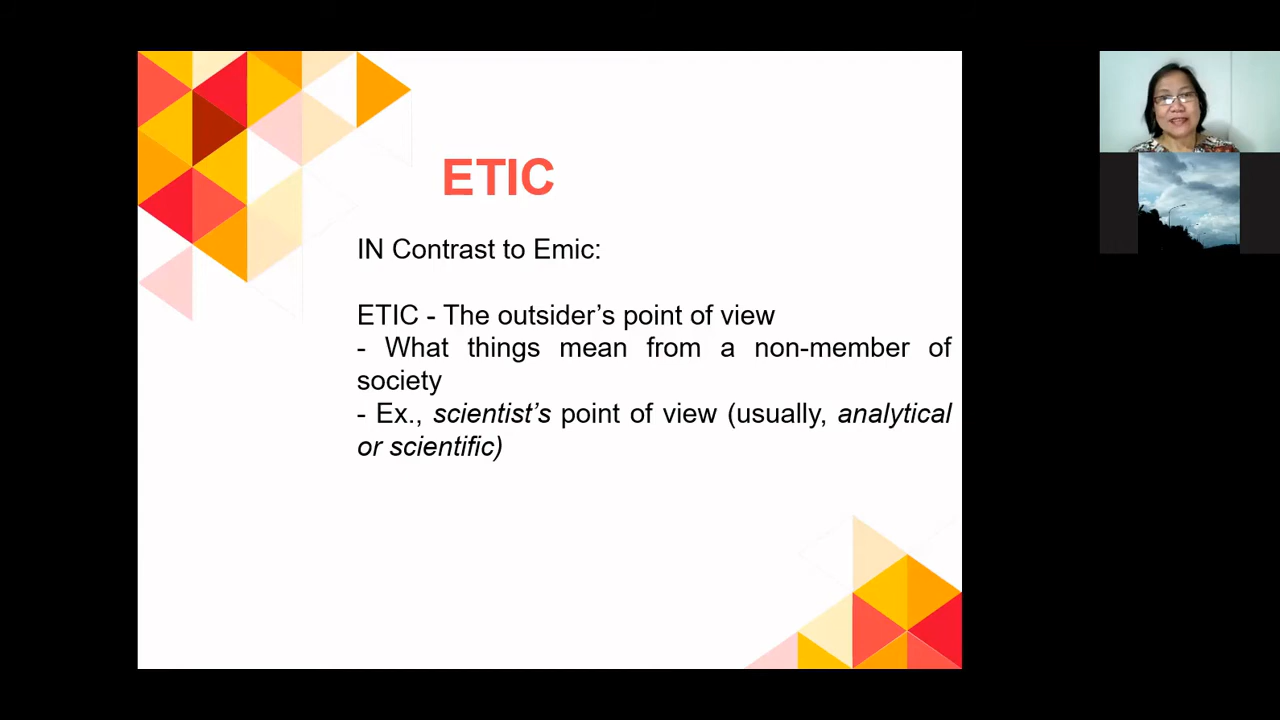 ETIC
IN Contrast to Emic:
ETIC - The outsider’s point of view
- What things mean from a non-member of
society
- Ex., scientist’s point of view (usually, analytical
or scientific)